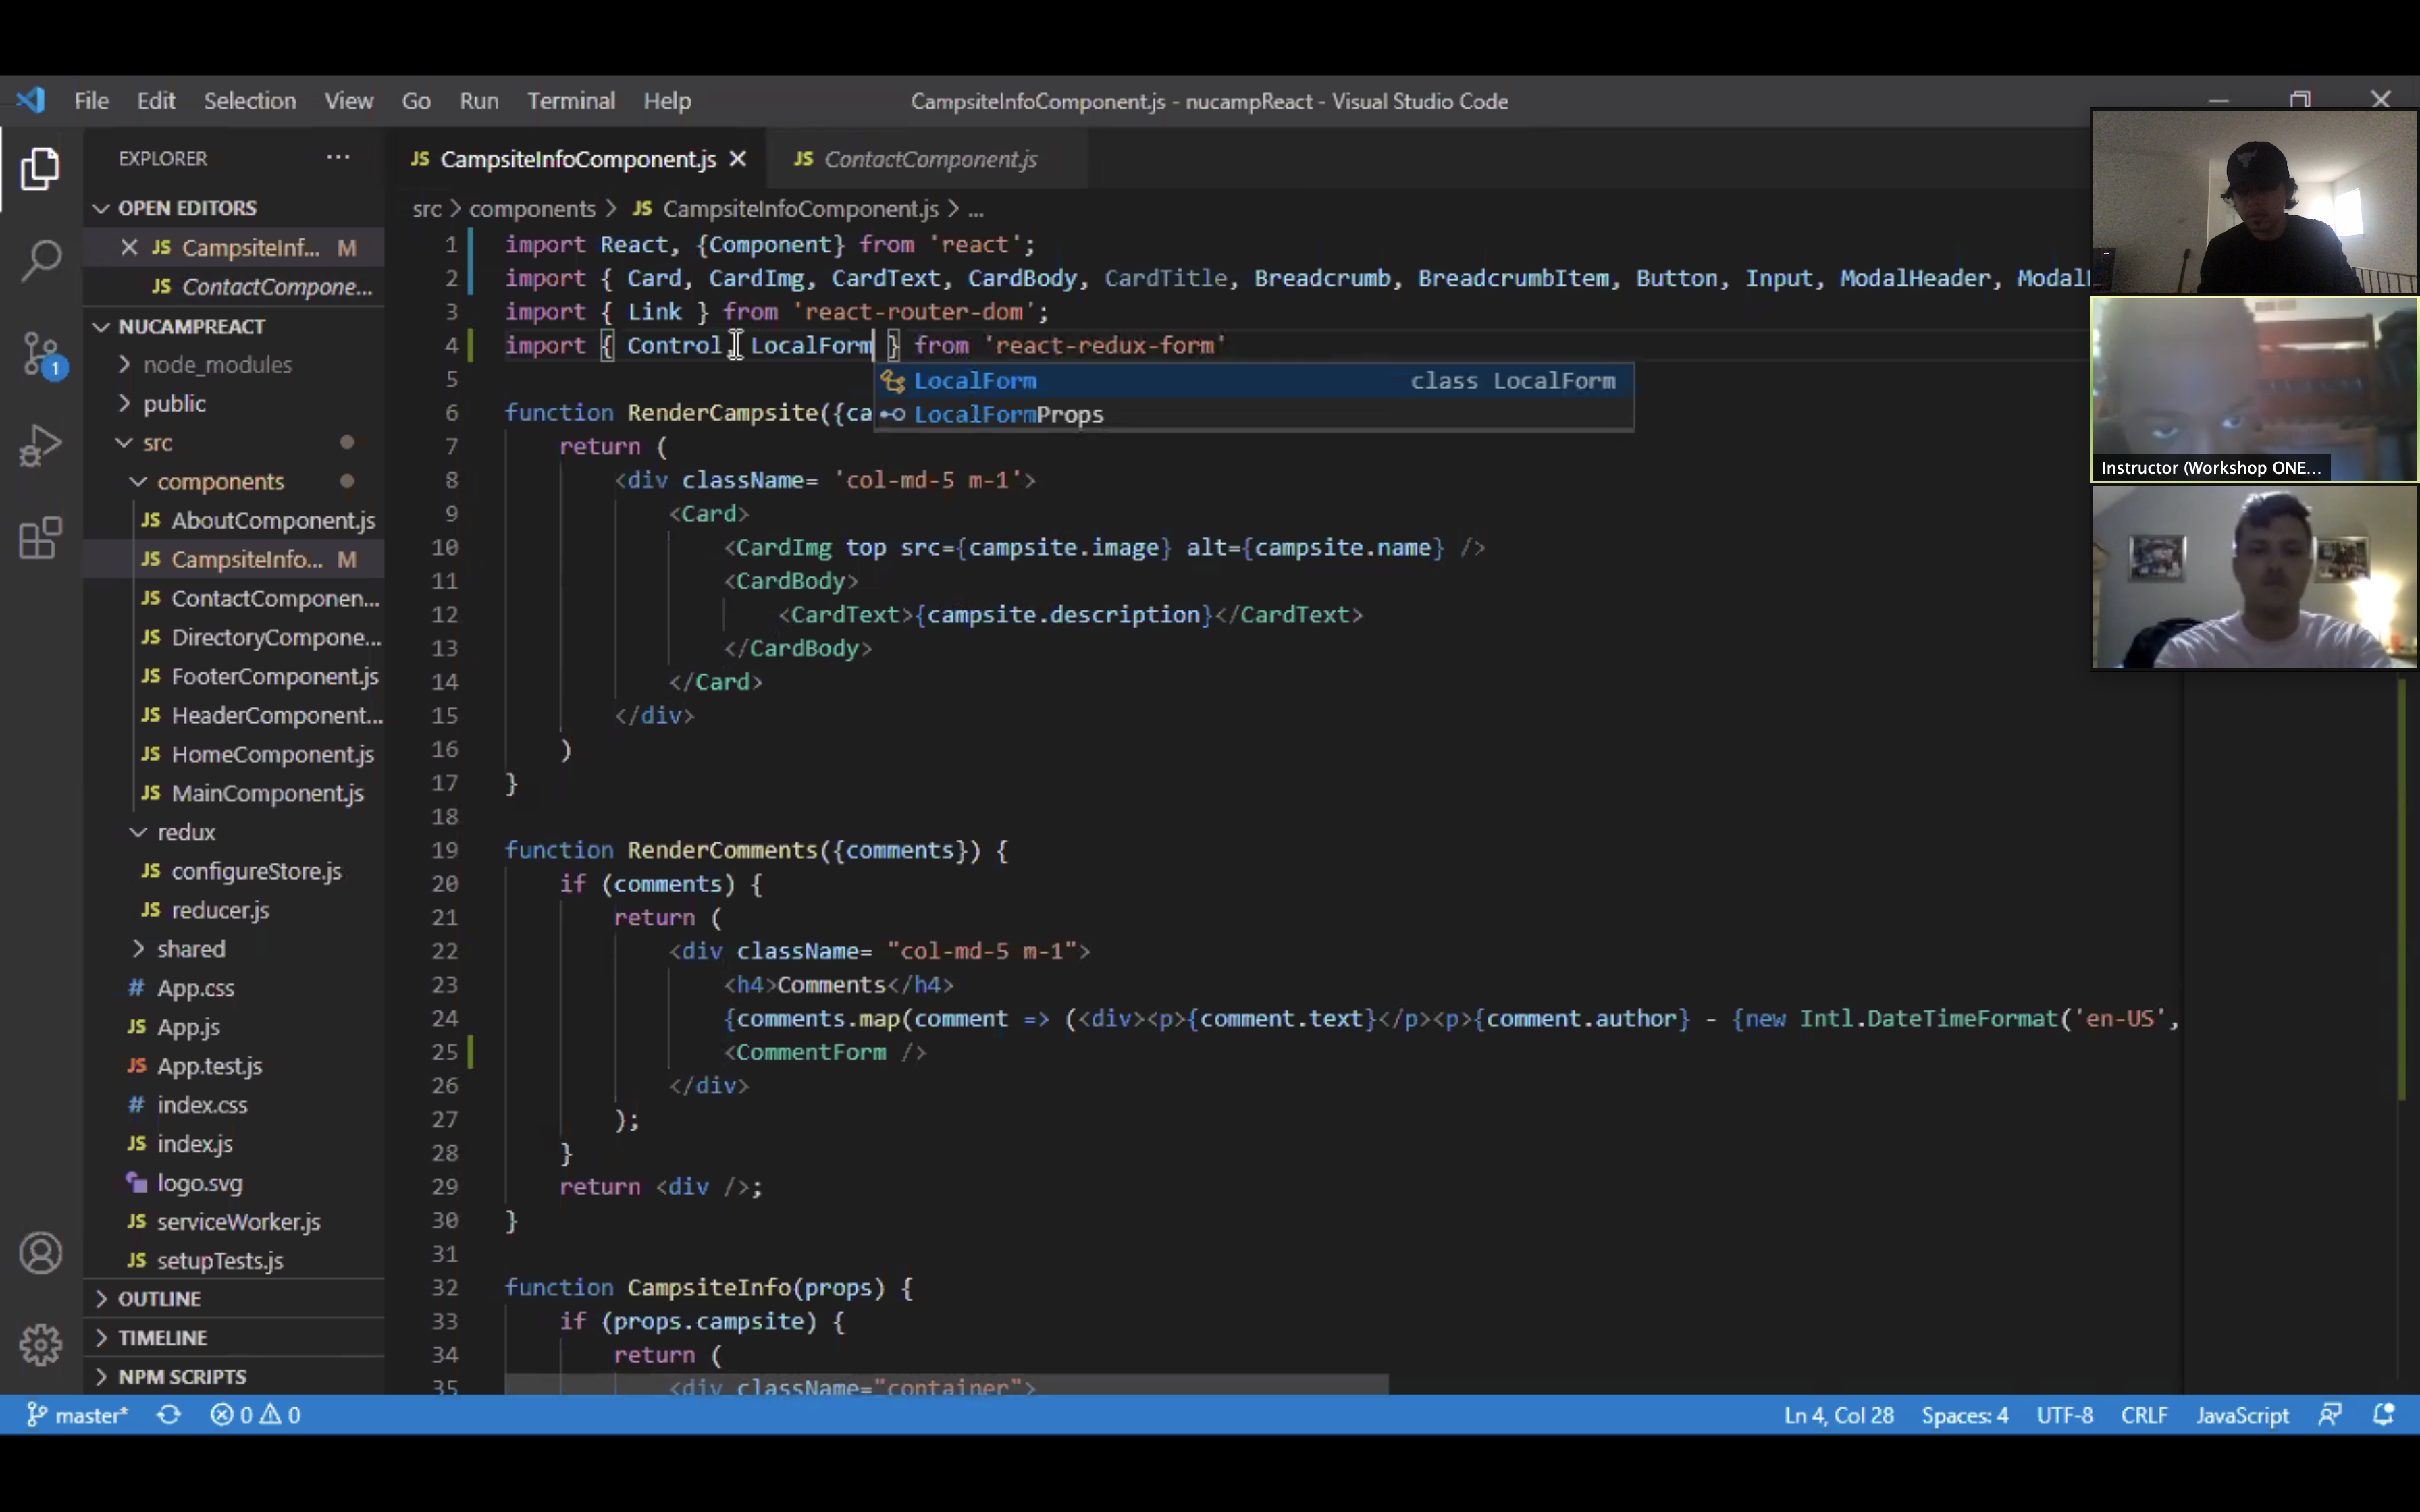 File Edit Selection View Go Run Terminal Help
CampsiteInfoComponent.js - nucampReact - Visual Studio Code
EXPLORER
OPEN EDITORS
JS CampsiteInf... M
JS ContactCompone...
NUCAMPREACT
node_modules
public
src
components
JS AboutComponent.js
JS CampsiteInfo... M
JS ContactComponen...
JS DirectoryCompone...
JS FooterComponent.js
JS HeaderComponent...
JS HomeComponent.js
JS MainComponent.js
redux
JS configureStore.js
JS reducer.js
shared
# App.css
JS App.js
JS App.test.js
# index.css
JS index.js
logo.svg
JS serviceWorker.js
JS setupTests.js
OUTLINE
TIMELINE
NPM SCRIPTS
1
JS CampsiteInfoComponent.js
JS ContactComponent.js
src > components > JS CampsiteInfoComponent.js > ...
1 import React, {Component} from 'react';
2 import { Card, CardImg, CardText, CardBody, CardTitle, Breadcrumb, BreadcrumbItem, Button, Input, ModalHeader,
3 import { Link } from 'react-router-dom';
4 import { Control, LocalForm } from 'react-redux-form'
LocalForm class LocalForm
LocalFormProps
5
6 function RenderCampsite({ca
7 return (
8 <div className= 'col-md-5 m-1'>
9 <Card>
10 <CardImg top src={campsite.image} alt={campsite.name} />
11 <CardBody>
12 <CardText>{campsite.description}</CardText>
13 </CardBody>
14 </Card>
15 </div>
16 )
17 }
18
19 function RenderComments({comments}) {
20 if (comments) {
21 return (
22 <div className= "col-md-5 m-1">
23 <h4>Comments</h4>
24 {comments.map(comment => (<div><p>{comment.text}</p><p>{comment.author} - {new Intl.DateTimeFormat('en-US',
25 <CommentForm />
26 </div>
27 );
28 }
29 return <div />;
30 }
31
32 function CampsiteInfo(props) {
33 if (props.campsite) {
34 return (
35 <div className="container">
Instructor (Workshop ONE...
master* 0 0
Ln 4, Col 28 Spaces: 4 UTF-8 CRLF JavaScript